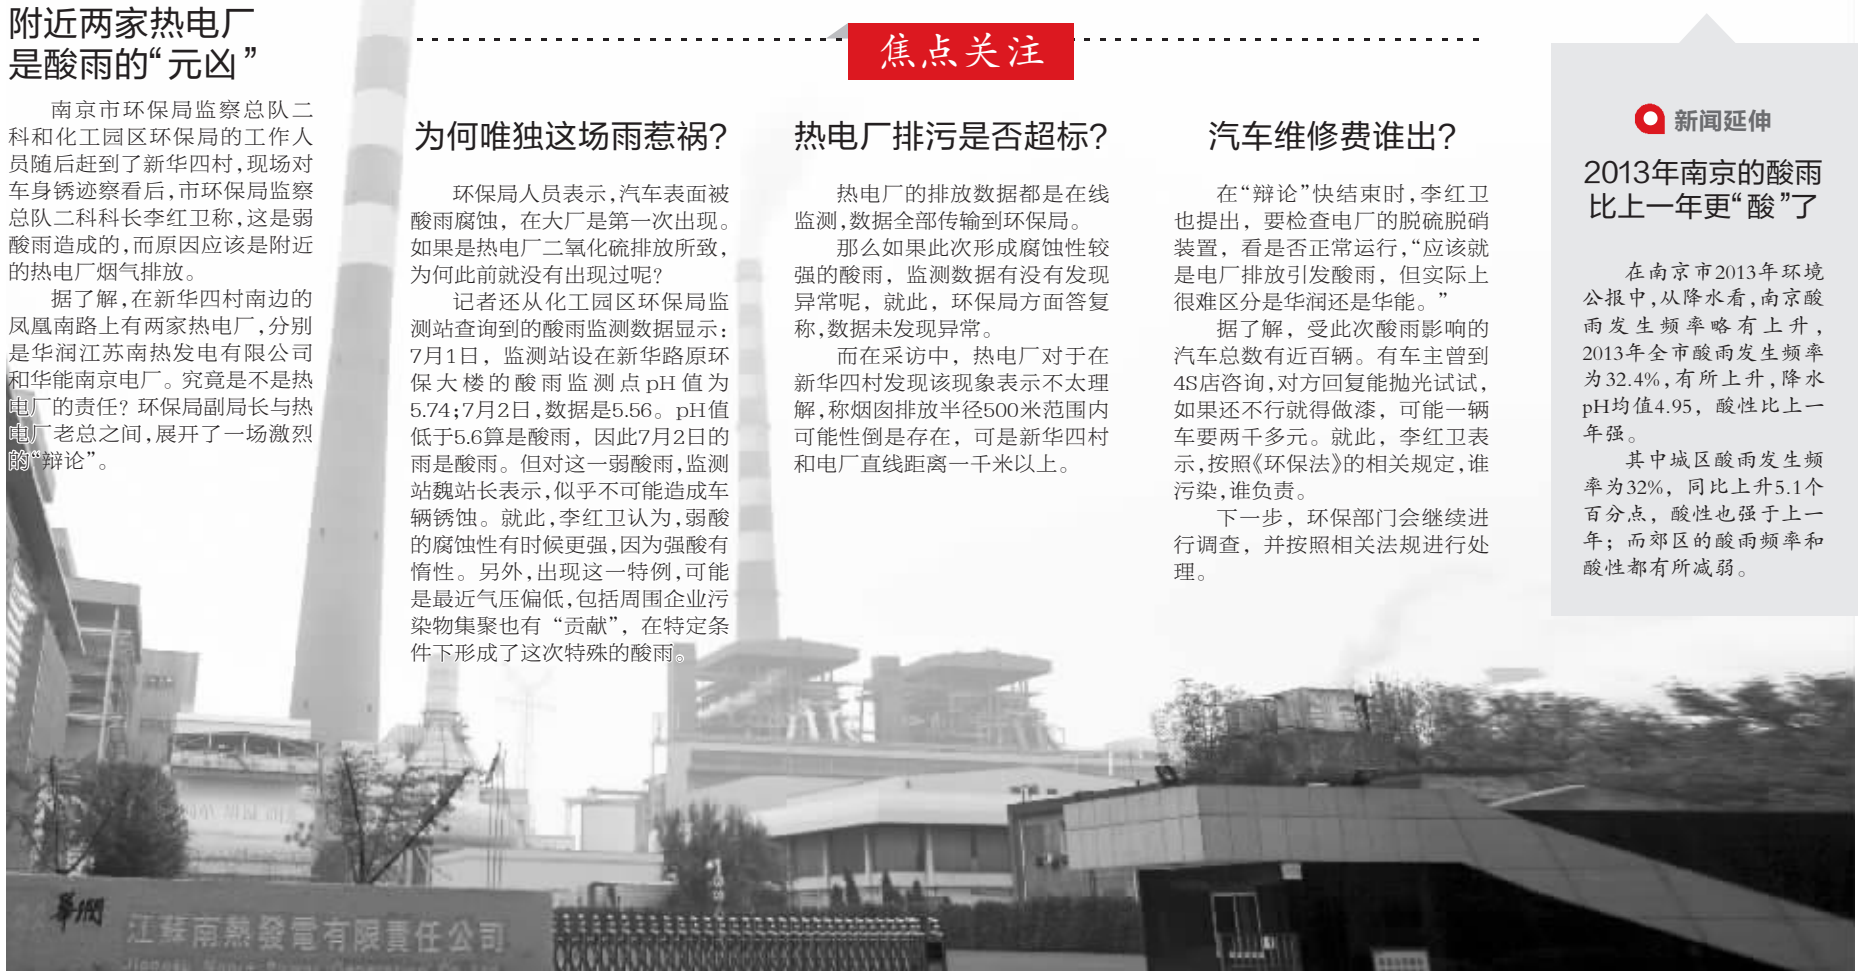 附近两家热电厂
是酸雨的“元凶”
南京市环保局监察总队二
科和化工园区环保局的工作人
员随后赶到了新华四村,现场对
车身锈迹察看后,市环保局监察
总队二科科长李红卫称,这是弱
酸雨造成的,而原因应该是附近
的热电厂烟气排放。
据了解,在新华四村南边的
凤凰南路上有两家热电厂,分别
是华润江苏南热发电有限公司
和华能南京电厂。究竟是不是热
电厂的责任？环保局副局长与热
电厂老总之间,展开了一场激烈
的“辩论”。
焦点关注
为何唯独这场雨惹祸？
环保局人员表示,汽车表面被
酸雨腐蚀，在大厂是第一次出现。
如果是热电厂二氧化硫排放所致,
为何此前就没有出现过呢？
记者还从化工园区环保局监
测站查询到的酸雨监测数据显示：
7月1日，监测站设在新华路原环
保大楼的酸雨监测点pH值为
5.74;7月2日,数据是5.56。pH值
低于5.6算是酸雨，因此7月2日的
雨是酸雨。但对这一弱酸雨,监测
站魏站长表示,似乎不可能造成车
辆锈蚀。就此,李红卫认为,弱酸
的腐蚀性有时候更强,因为强酸有
惰性。另外,出现这一特例,可能
是最近气压偏低,包括周围企业污
染物集聚也有“贡献”，在特定条
件下形成了这次特殊的酸雨。
热电厂排污是否超标？
热电厂的排放数据都是在线
监测,数据全部传输到环保局。
那么如果此次形成腐蚀性较
强的酸雨，监测数据有没有发现
异常呢，就此，环保局方面答复
称,数据未发现异常。
而在采访中，热电厂对于在
新华四村发现该现象表示不太理
解,称烟囱排放半径500米范围内
可能性倒是存在，可是新华四村
和电厂直线距离一千米以上。
汽车维修费谁出？
在“辩论”快结束时,李红卫
也提出，要检查电厂的脱硫脱硝
装置，看是否正常运行,“应该就
是电厂排放引发酸雨，但实际上
很难区分是华润还是华能。”
据了解，受此次酸雨影响的
汽车总数有近百辆。有车主曾到
4S店咨询,对方回复能抛光试试,
如果还不行就得做漆，可能一辆
车要两千多元。就此，李红卫表
示,按照《环保法》的相关规定,谁
污染,谁负责。
下一步，环保部门会继续进
行调查，并按照相关法规进行处
理。
新闻延伸
2013年南京的酸雨
比上一年更“酸”了
在南京市2013年环境
公报中,从降水看,南京酸
雨发生频率略有上升,
2013年全市酸雨发生频率
为32.4%,有所上升,降水
pH均值4.95，酸性比上一
年强。
其中城区酸雨发生频
率为32%，同比上升5.1个
百分点，酸性也强于上一
年；而郊区的酸雨频率和
酸性都有所减弱。
華潤
江蘇南熱發電有限責任公司